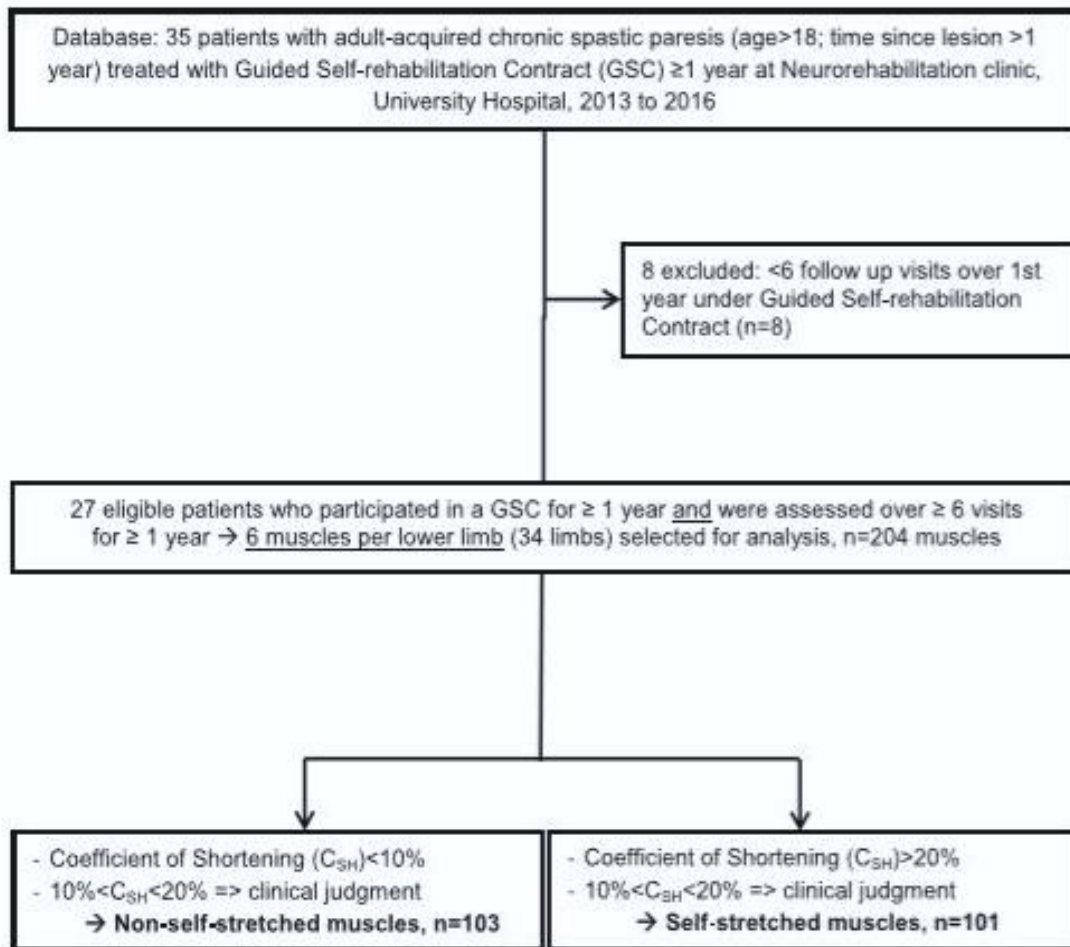 Database: 35 patients with adult-acquired chronic spastic paresis (age>18; time since lesion >1
year) treated with Guided Self-rehabilitation Contract (GSC) ≥1 year at Neurorehabilitation clinic,
University Hospital, 2013 to 2016
8 excluded: <6 follow up visits over 1st
year under Guided Self-rehabilitation
Contract (n=8)
27 eligible patients who participated in a GSC for ≥ 1 year and were assessed over ≥ 6 visits
for ≥ 1 year → 6 muscles per lower limb (34 limbs) selected for analysis, n=204 muscles
- Coefficient of Shortening (CSH)<10%
- 10%<CSH<20% => clinical judgment
→ Non-self-stretched muscles, n=103
- Coefficient of Shortening (CSH)>20%
- 10%<CSH<20% => clinical judgment
→ Self-stretched muscles, n=101